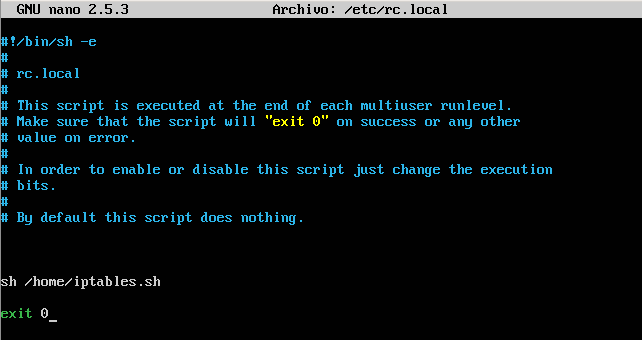 GNU nano 2.5.3 Archivo: /etc/rc.local
#!/bin/sh -e
#
# rc.local
#
# This script is executed at the end of each multiuser runlevel.
# Make sure that the script will "exit 0" on success or any other
# value on error.
#
# In order to enable or disable this script just change the execution
# bits.
#
# By default this script does nothing.
sh /home/iptables.sh
exit 0_